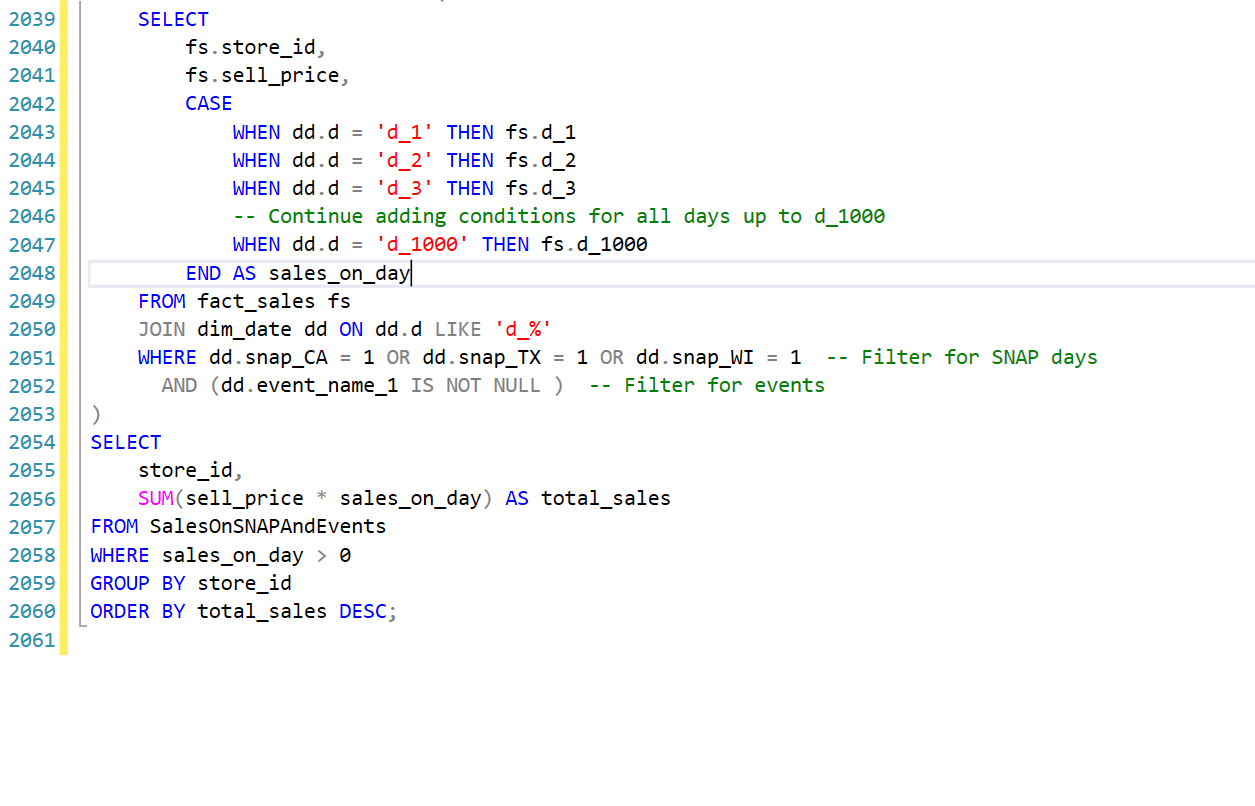 2039 SELECT
2040 fs.store_id,
2041 fs.sell_price,
2042 CASE
2043 WHEN dd.d = 'd_1' THEN fs.d_1
2044 WHEN dd.d = 'd_2' THEN fs.d_2
2045 WHEN dd.d = 'd_3' THEN fs.d_3
2046 -- Continue adding conditions for all days up to d_1000
2047 WHEN dd.d = 'd_1000' THEN fs.d_1000
2048 END AS sales_on_day
2049 FROM fact_sales fs
2050 JOIN dim_date dd ON dd.d LIKE 'd_%'
2051 WHERE dd.snap_CA = 1 OR dd.snap_TX = 1 OR dd.snap_WI = 1 -- Filter for SNAP days
2052 AND (dd.event_name_1 IS NOT NULL ) -- Filter for events
2053 )
2054 SELECT
2055 store_id,
2056 SUM(sell_price * sales_on_day) AS total_sales
2057 FROM SalesOnSNAPAndEvents
2058 WHERE sales_on_day > 0
2059 GROUP BY store_id
2060 ORDER BY total_sales DESC;
2061